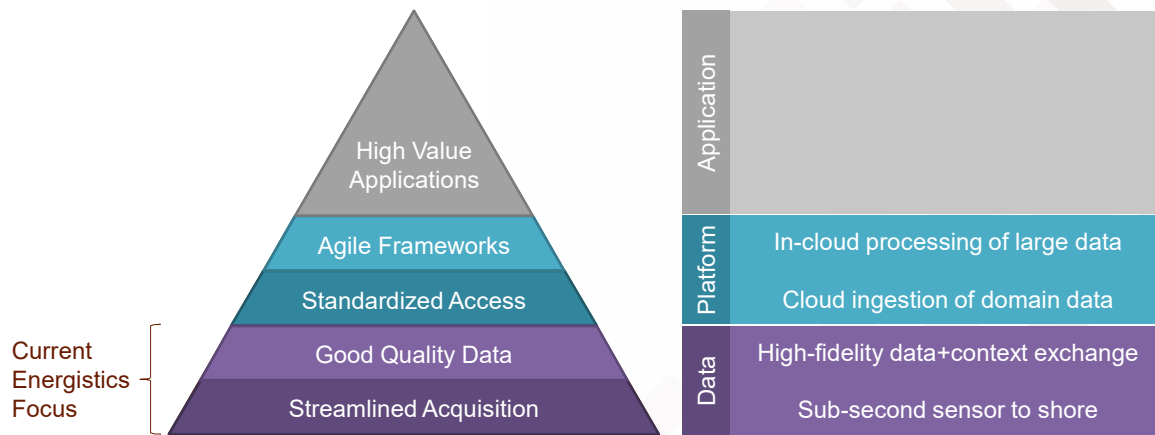 High Value
Applications
Agile Frameworks
Standardized Access
Good Quality Data
Streamlined Acquisition
Current
Energistics
Focus
Application
Platform
In-cloud processing of large data
Cloud ingestion of domain data
Data
High-fidelity data+context exchange
Sub-second sensor to shore